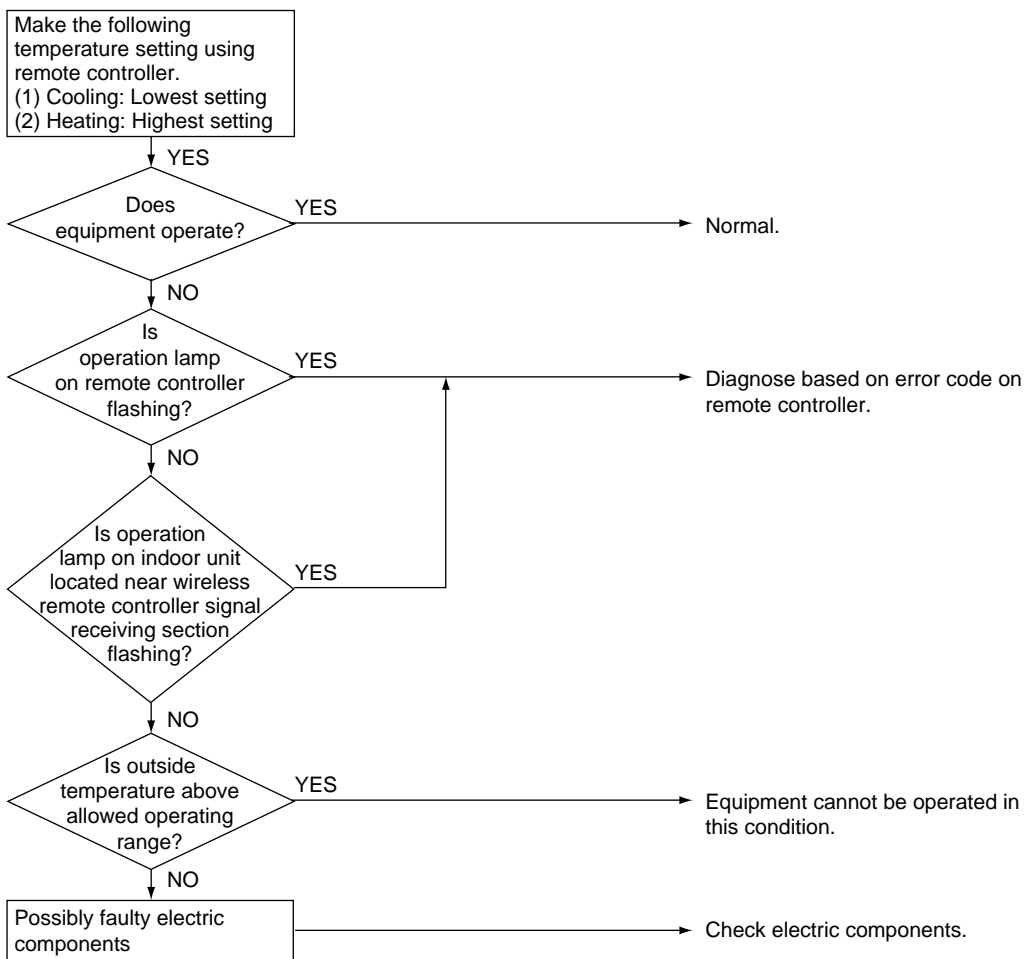 Make the following
temperature setting using
remote controller.
(1) Cooling: Lowest setting
(2) Heating: Highest setting
YES
Does
equipment operate?
YES
Normal.
NO
Is
operation lamp
on remote controller
flashing?
YES
Diagnose based on error code on
remote controller.
NO
Is operation
lamp on indoor unit
located near wireless
remote controller signal
receiving section
flashing?
YES
NO
Is outside
temperature above
allowed operating
range?
YES
Equipment cannot be operated in
this condition.
NO
Possibly faulty electric
components
Check electric components.